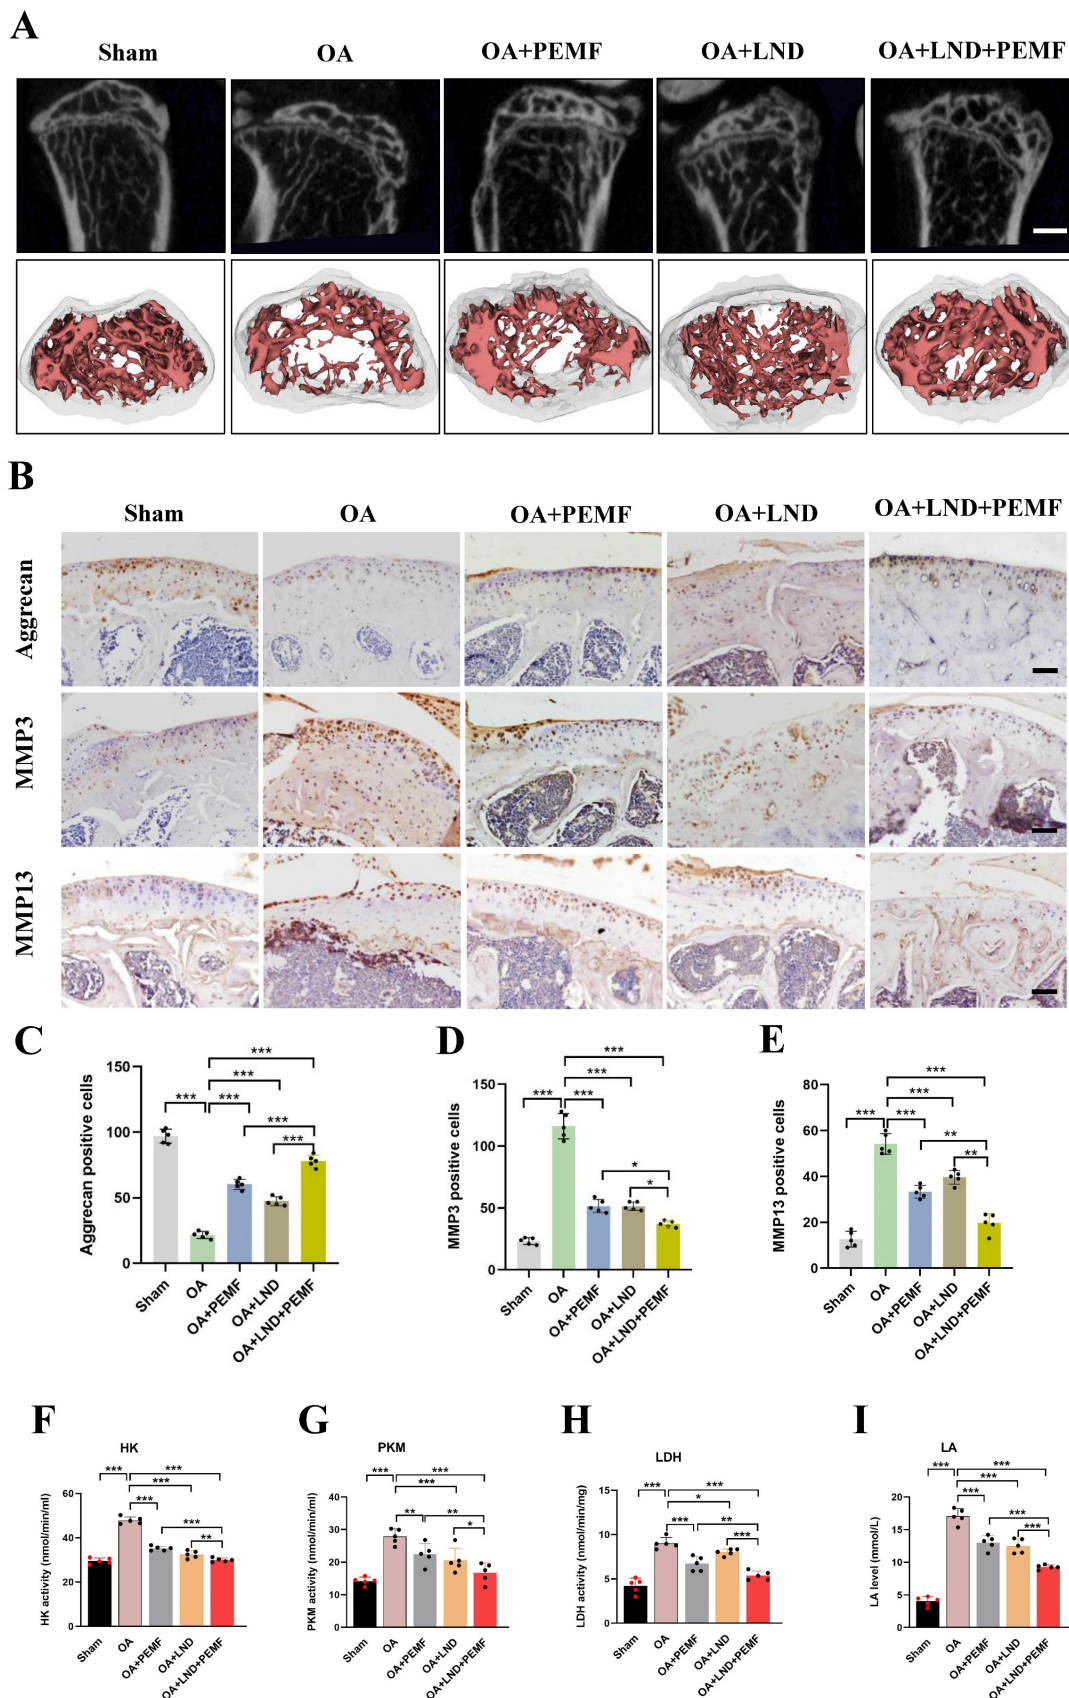 A
Sham OA OA+PEMF OA+LND OA+LND+PEMF
B
Sham OA OA+PEMF OA+LND OA+LND+PEMF
Aggrecan
MMP3
MMP13
C
Aggrecan positive cells
150
100
50
0
*** *** *** *** *** ***
Sham OA OA+PEMF OA+LND OA+LND+PEMF
D
MMP3 positive cells
150
100
50
0
*** *** *** *** * *
Sham OA OA+PEMF OA+LND OA+LND+PEMF
E
MMP13 positive cells
80
60
40
20
0
*** *** *** *** ** **
Sham OA OA+PEMF OA+LND OA+LND+PEMF
F
HK
HK activity (nmol/min/ml)
60
40
20
0
*** *** *** *** *** **
Sham OA OA+PEMF OA+LND OA+LND+PEMF
G
PKM
PKM activity (nmol/min/ml)
40
30
20
10
0
*** *** *** ** ** *
Sham OA OA+PEMF OA+LND OA+LND+PEMF
H
LDH
LDH activity (nmol/min/mg)
15
10
5
0
*** *** * *** ** ***
Sham OA OA+PEMF OA+LND OA+LND+PEMF
I
LA
LA level (mmol/L)
20
15
10
5
0
*** *** *** *** *** ***
Sham OA OA+PEMF OA+LND OA+LND+PEMF